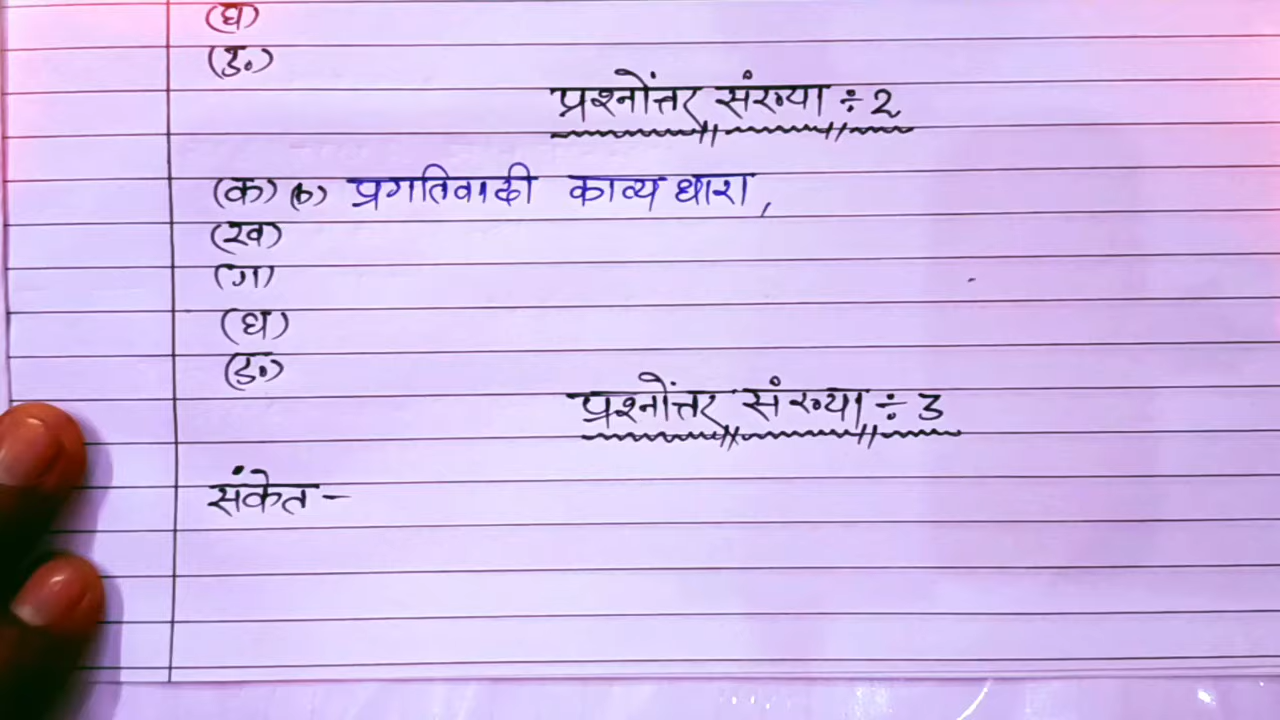 (घ)
(ङ)
प्रश्नोंत्तर संख्या ÷ 2
(क) (b) प्रगतिवादी काव्य धारा,
(ख)
(ग)
(घ)
(ङ)
प्रश्नोंत्तर संख्या ÷ 3
संकेत -